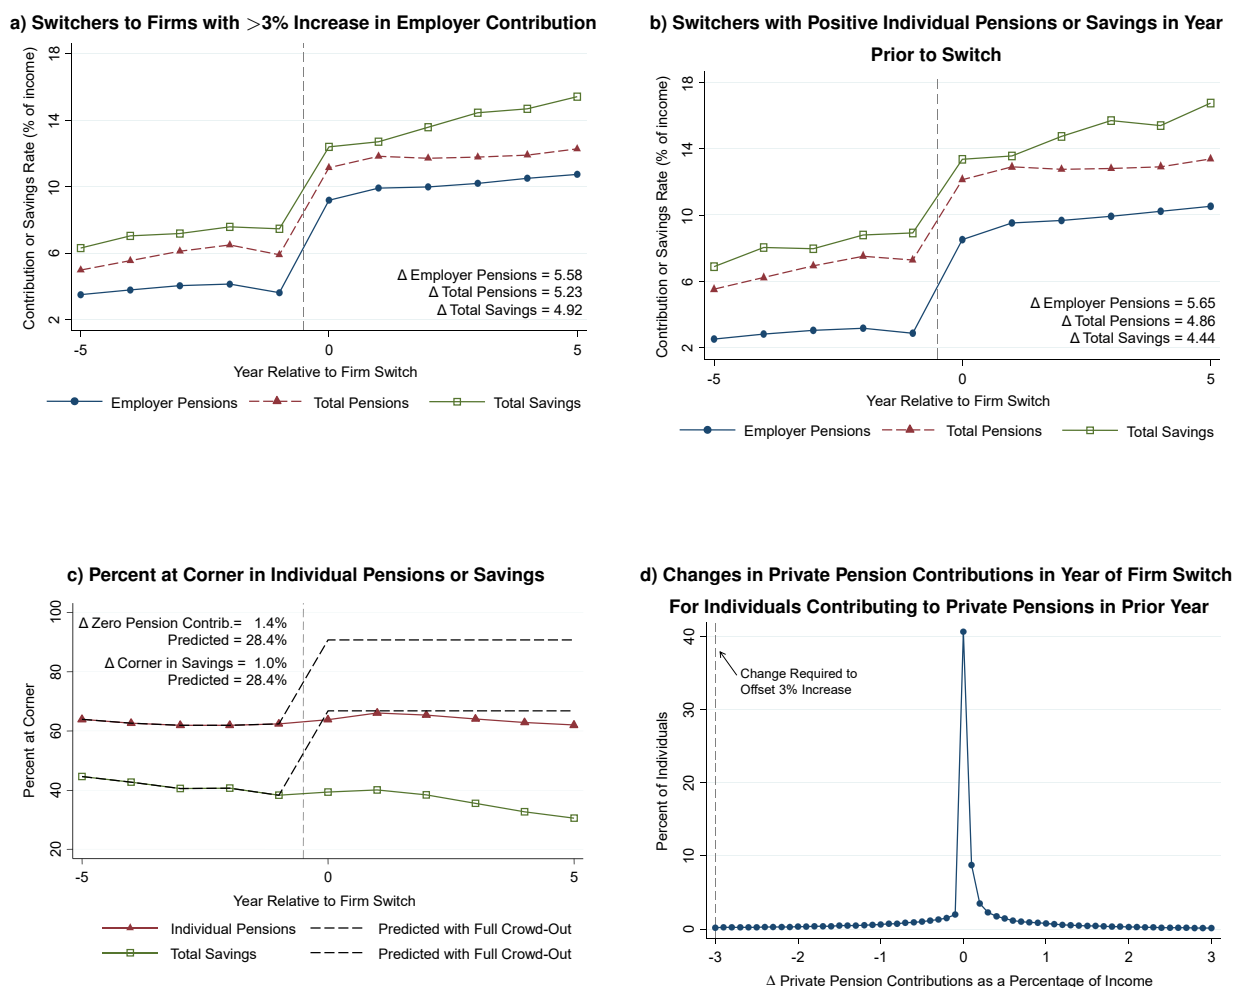 a) Switchers to Firms with >3% Increase in Employer Contribution
Contribution or Savings Rate (% of income)
18
14
10
6
2
Δ Employer Pensions = 5.58
Δ Total Pensions = 5.23
Δ Total Savings = 4.92
-5
0
5
Year Relative to Firm Switch
Employer Pensions
Total Pensions
Total Savings
b) Switchers with Positive Individual Pensions or Savings in Year
Prior to Switch
Contribution or Savings Rate (% of income)
18
14
10
6
2
Δ Employer Pensions = 5.65
Δ Total Pensions = 4.86
Δ Total Savings = 4.44
-5
0
5
Year Relative to Firm Switch
Employer Pensions
Total Pensions
Total Savings
c) Percent at Corner in Individual Pensions or Savings
Percent at Corner
100
80
60
40
20
Δ Zero Pension Contrib.= 1.4%
Predicted = 28.4%
Δ Corner in Savings = 1.0%
Predicted = 28.4%
-5
0
5
Year Relative to Firm Switch
Individual Pensions
Predicted with Full Crowd-Out
Total Savings
Predicted with Full Crowd-Out
d) Changes in Private Pension Contributions in Year of Firm Switch
For Individuals Contributing to Private Pensions in Prior Year
Percent of Individuals
40
30
20
10
0
Change Required to
Offset 3% Increase
-3
-2
-1
0
1
2
3
Δ Private Pension Contributions as a Percentage of Income